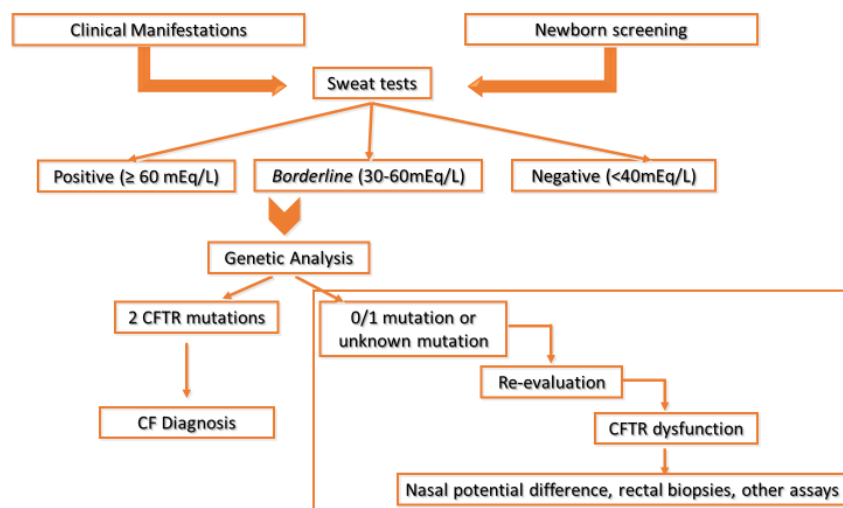 Clinical Manifestations
Newborn screening
Sweat tests
Positive (≥ 60 mEq/L)
Borderline (30-60mEq/L)
Negative (<40mEq/L)
Genetic Analysis
2 CFTR mutations
0/1 mutation or
unknown mutation
Re-evaluation
CF Diagnosis
CFTR dysfunction
Nasal potential difference, rectal biopsies, other assays